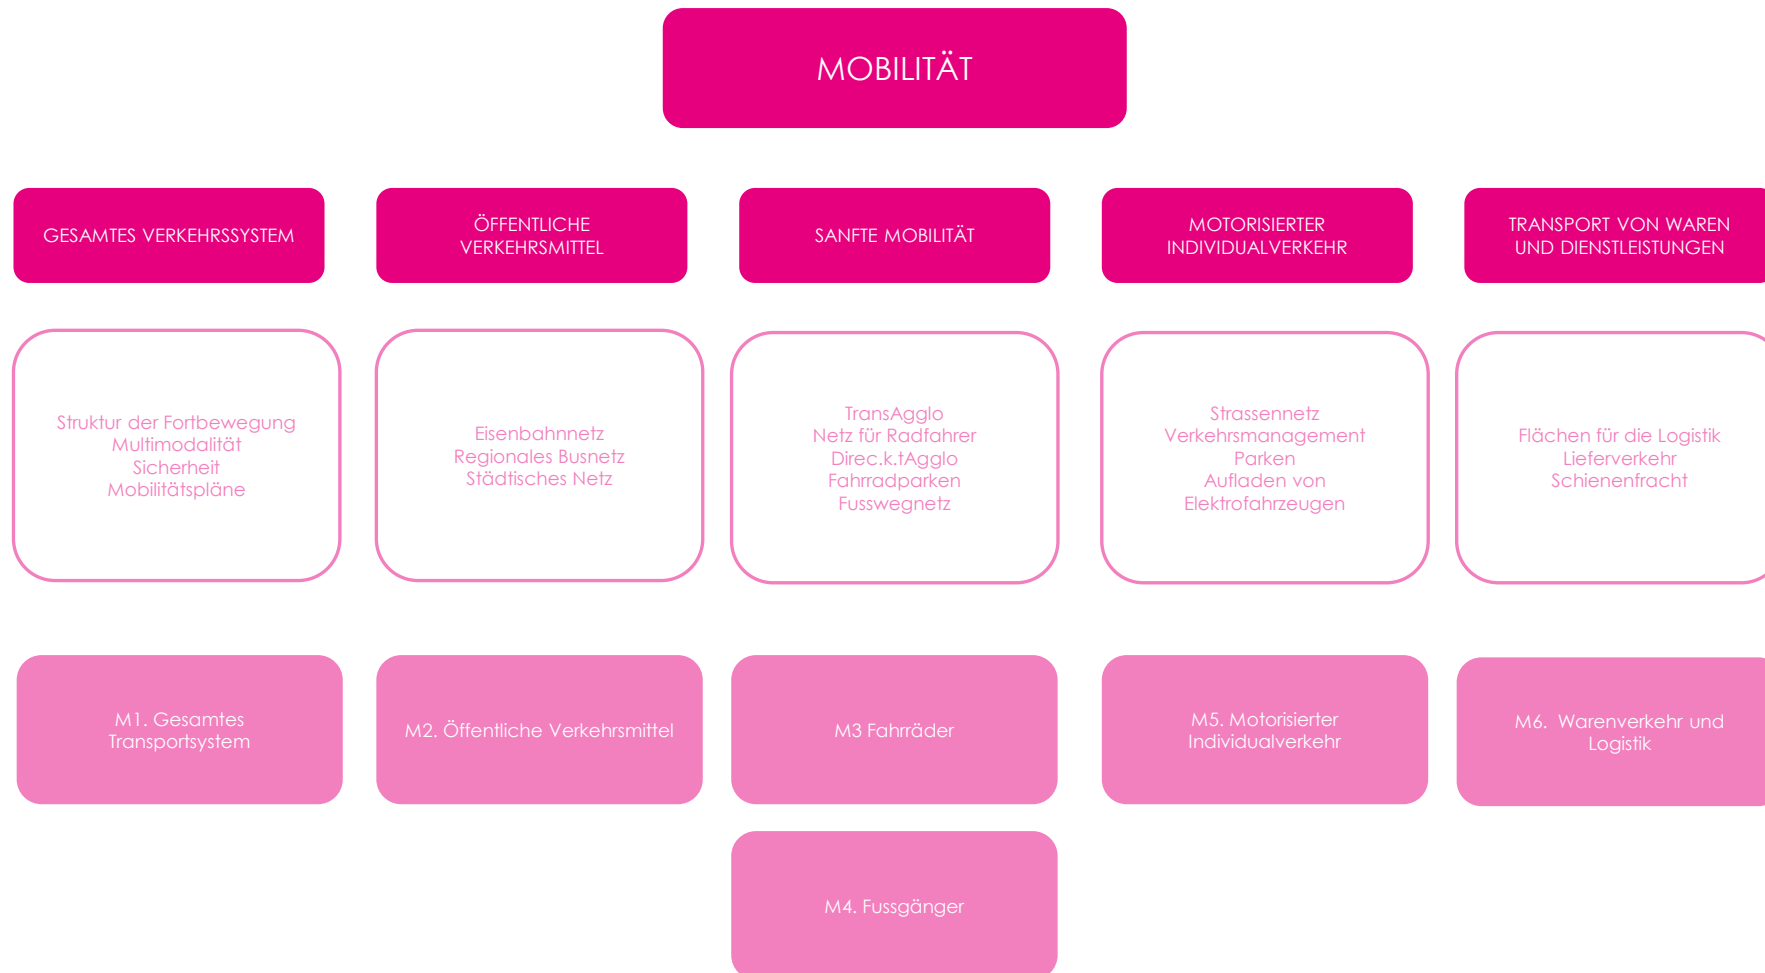 MOBILITÄT
GESAMTES VERKEHRSSYSTEM
ÖFFENTLICHE
VERKEHRSMITTEL
SANFTE MOBILITÄT
MOTORISIERTER
INDIVIDUALVERKEHR
TRANSPORT VON WAREN
UND DIENSTLEISTUNGEN
Struktur der Fortbewegung
Multimodalität
Sicherheit
Mobilitätspläne
Eisenbahnnetz
Regionales Busnetz
Städtisches Netz
TransAgglo
Netz für Radfahrer
Direc.k.tAgglo
Fahrradparken
Fusswegnetz
Strassennetz
Verkehrsmanagement
Parken
Aufladen von
Elektrofahrzeugen
Flächen für die Logistik
Lieferverkehr
Schienenfracht
M1. Gesamtes
Transportsystem
M2. Öffentliche Verkehrsmittel
M3 Fahrräder
M5. Motorisierter
Individualverkehr
M6. Warenverkehr und
Logistik
M4. Fussgänger